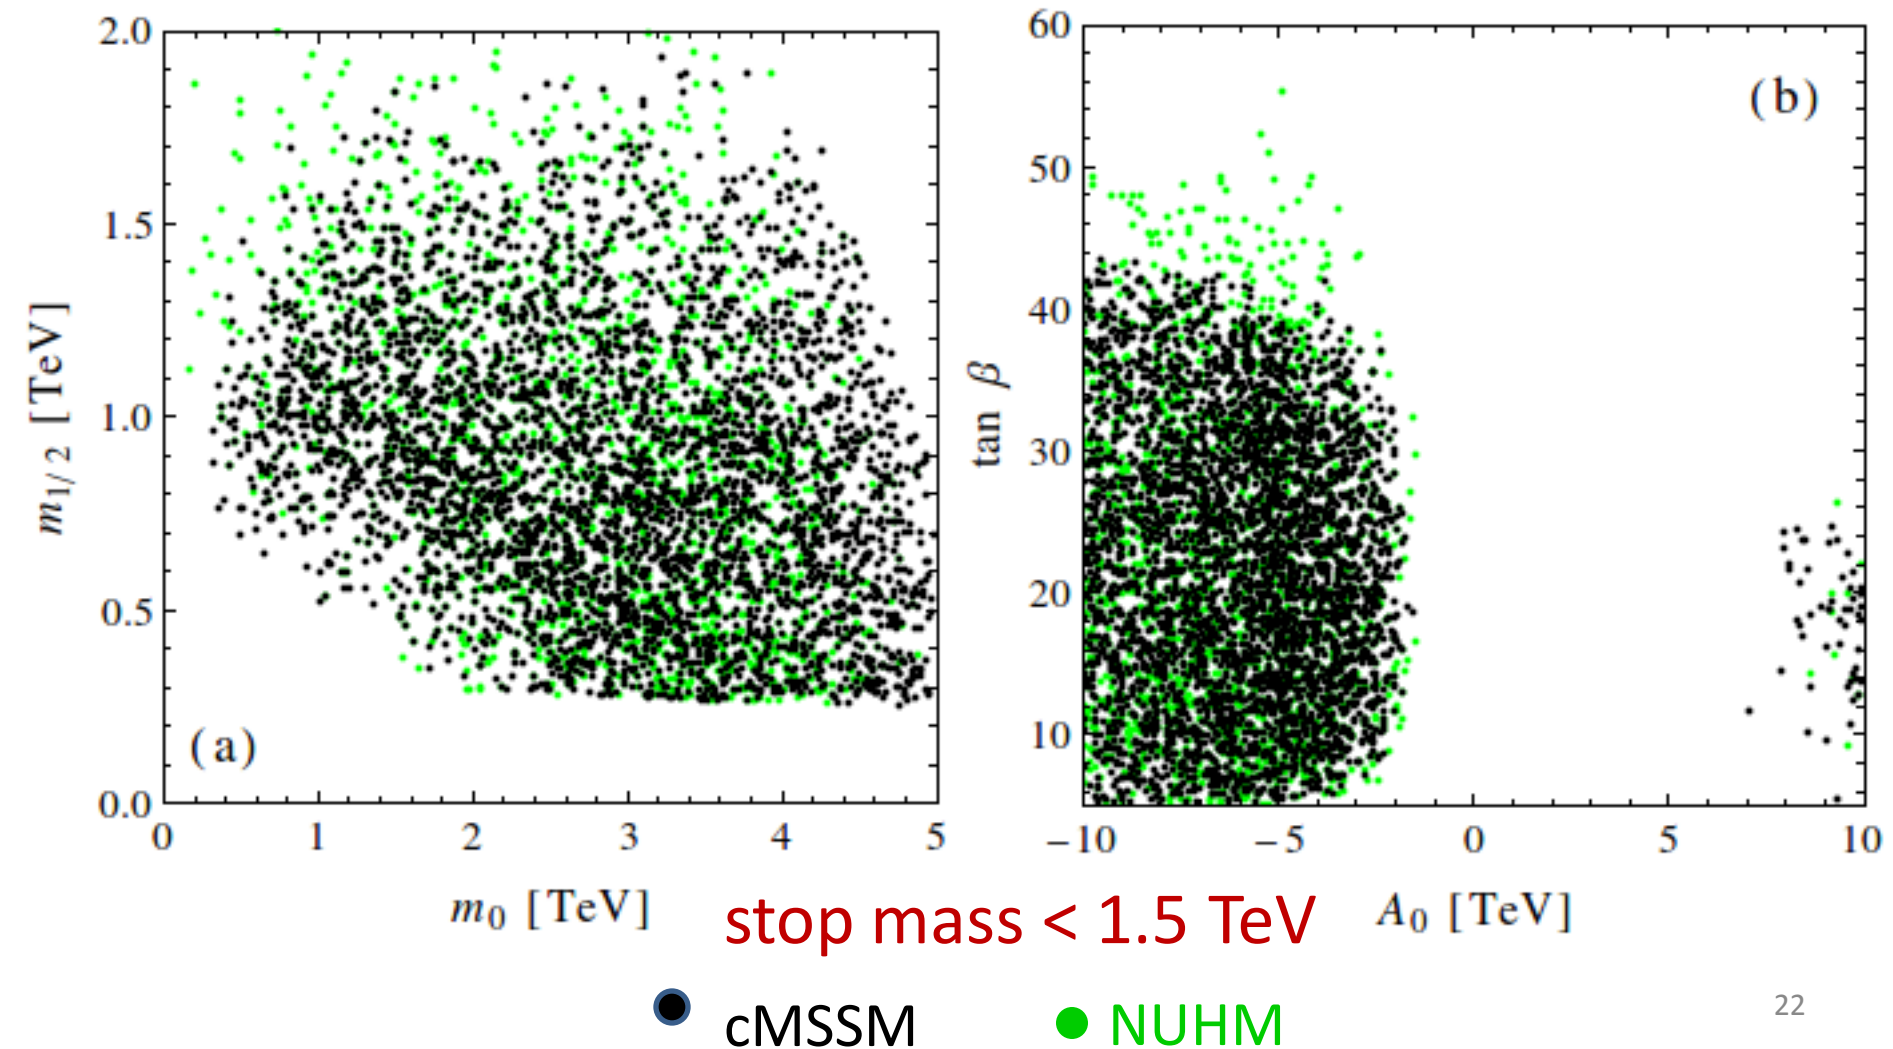 2.0
1.5
1.0
0.5
0.0
m1/2 [TeV]
(a)
0 1 2 3 4 5
m0 [TeV]
60
50
40
30
20
10
tan β
(b)
−10 −5 0 5 10
A0 [TeV]
stop mass < 1.5 TeV
cMSSM NUHM
22